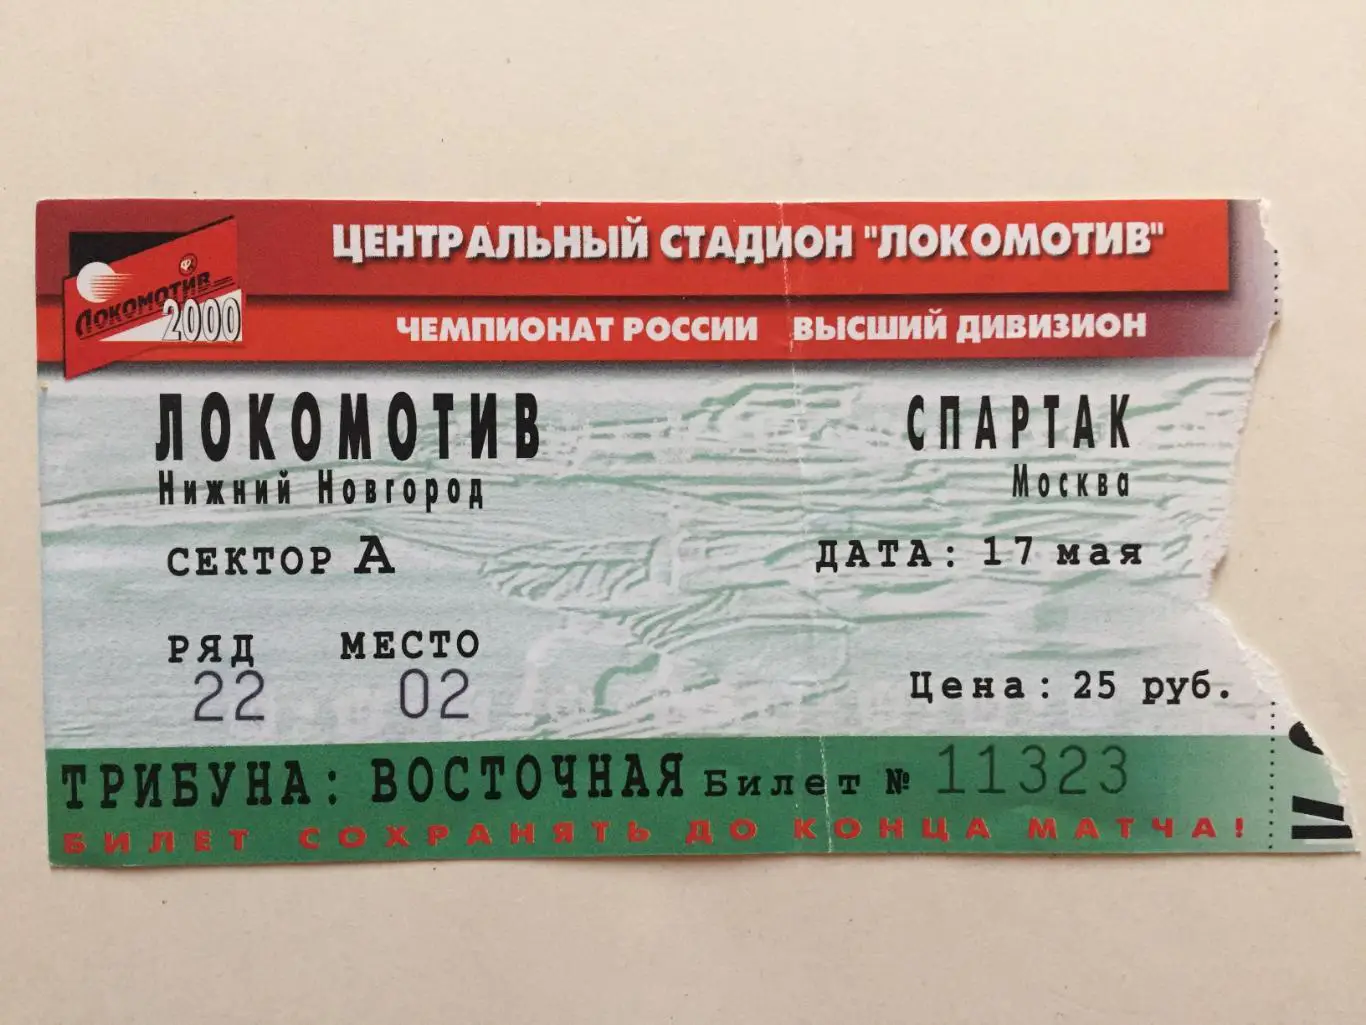 ЦЕНТРАЛЬНЫЙ СТАДИОН "ЛОКОМОТИВ"
ЛОКОМОТИВ
2000
ЧЕМПИОНАТ РОССИИ ВЫСШИЙ ДИВИЗИОН
ЛОКОМОТИВ СПАРТАК
Нижний Новгород Москва
СЕКТОР А ДАТА: 17 мая
РЯД МЕСТО
22 02 Цена: 25 руб.
ТРИБУНА: ВОСТОЧНАЯ Билет № 11323
БИЛЕТ СОХРАНЯТЬ ДО КОНЦА МАТЧА!